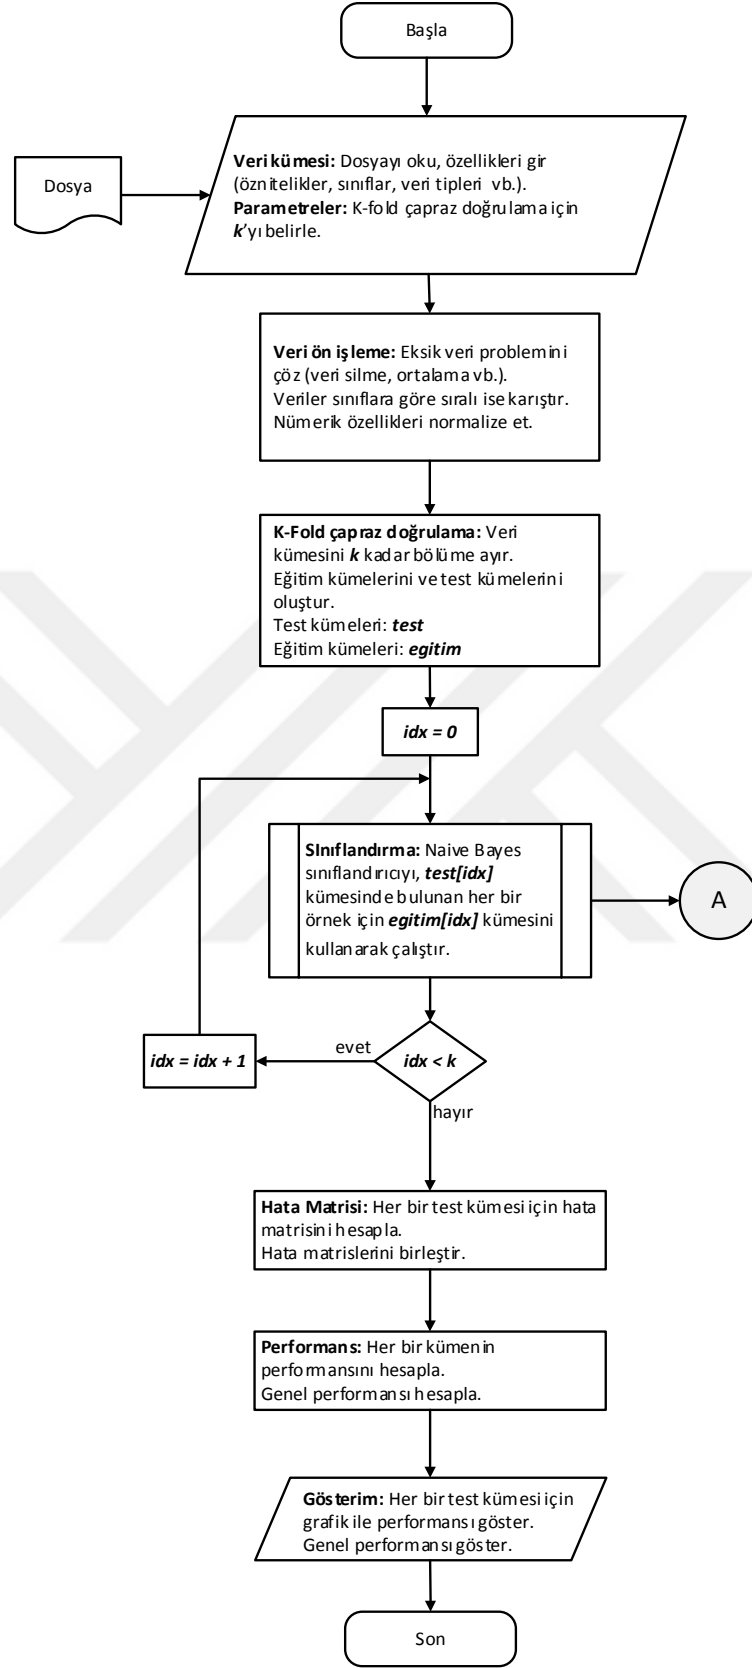 Başla
Dosya
Veri kümesi: Dosyayı oku, özellikleri gir
(öznitelikler, sınıflar, veri tipleri vb.).
Parametreler: K-fold çapraz doğrulama için
k'yı belirle.
Veri ön işleme: Eksik veri problemini
çöz (veri silme, ortalama vb.).
Veriler sınıflara göre sıralı ise karıştır.
Nümerik özellikleri normalize et.
K-Fold çapraz doğrulama: Veri
kümesini k kadar bölüme ayır.
Eğitim kümelerini ve test kümelerini
oluştur.
Test kümeleri: test
Eğitim kümeleri: egitim
idx = 0
Sınıflandırma: Naive Bayes
sınıflandırıcıyı, test[idx]
kümesinde bulunan her bir
örnek için egitim[idx] kümesini
kullanarak çalıştır.
A
evet
idx = idx + 1
idx < k
hayır
Hata Matrisi: Her bir test kümesi için hata
matrisini hesapla.
Hata matrislerini birleştir.
Performans: Her bir kümenin
performansını hesapla.
Genel performansı hesapla.
Gösterim: Her bir test kümesi için
grafik ile performansı göster.
Genel performansı göster.
Son